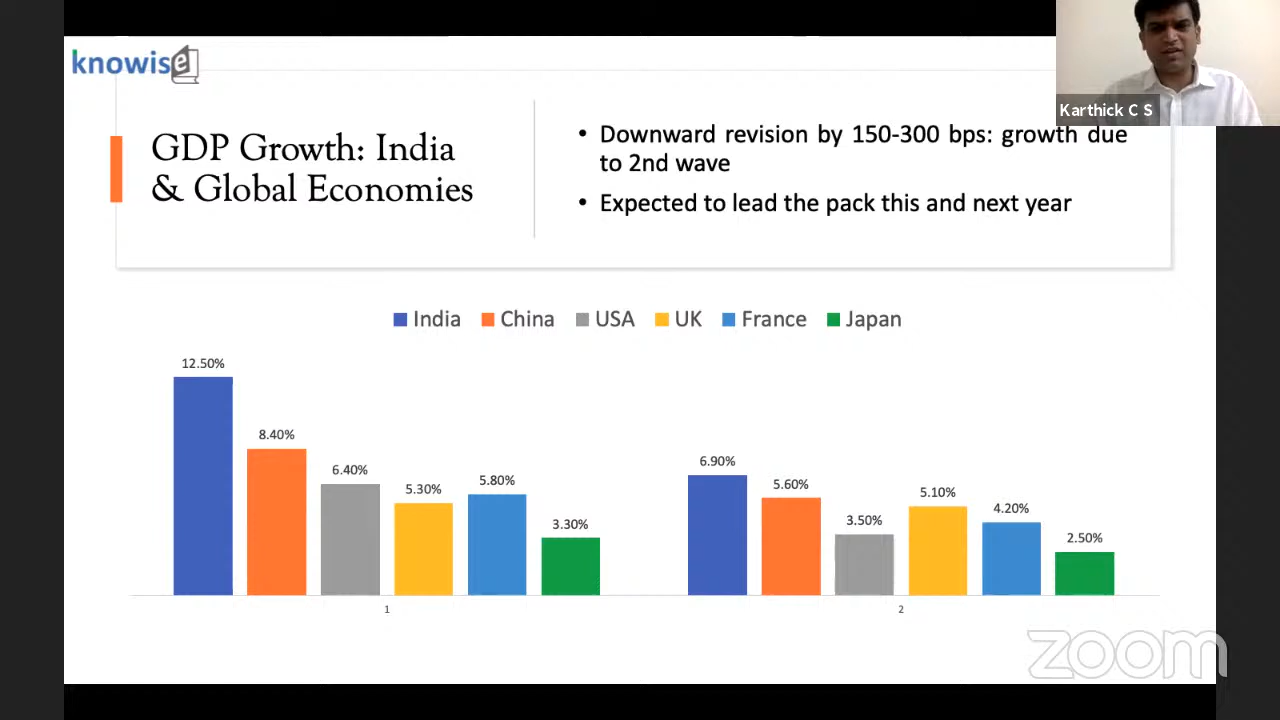 knowise
Karthick C S
GDP Growth: India
& Global Economies
• Downward revision by 150-300 bps: growth due
to 2nd wave
• Expected to lead the pack this and next year
India China USA UK France Japan
12.50%
8.40%
6.40%
5.30%
5.80%
3.30%
6.90%
5.60%
3.50%
5.10%
4.20%
2.50%
1
2
zoom